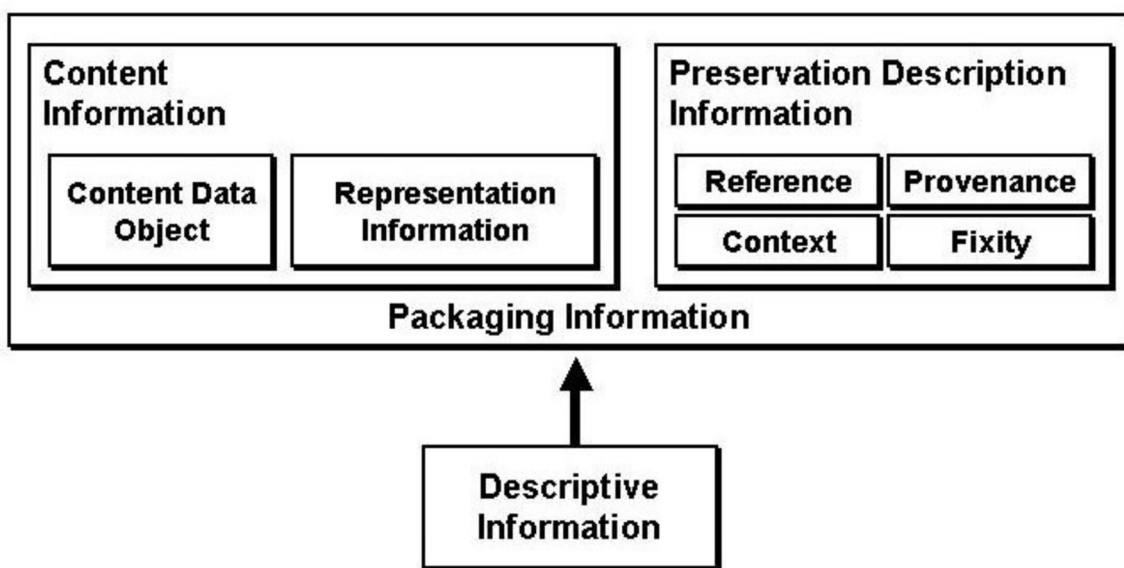 Content
Information
Content Data
Object
Representation
Information
Preservation Description
Information
Reference
Provenance
Context
Fixity
Packaging Information
Descriptive
Information